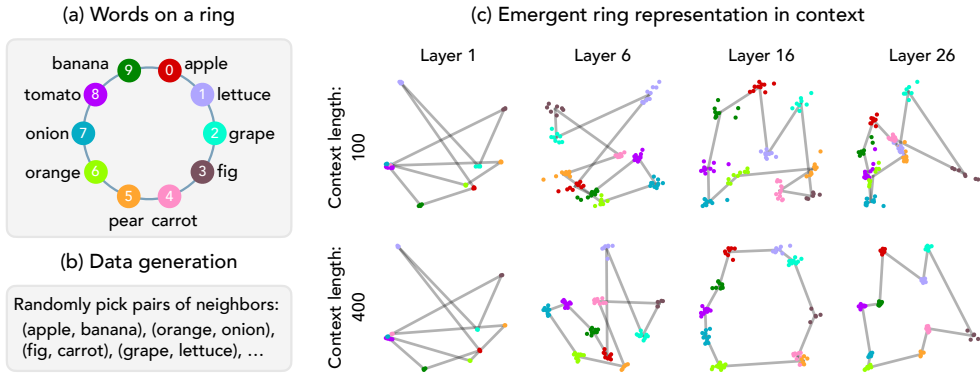 (a) Words on a ring
banana
apple
9
0
tomato
8
1
lettuce
onion
7
2
grape
orange
6
3
fig
5
4
pear
carrot
(b) Data generation
Randomly pick pairs of neighbors:
(apple, banana), (orange, onion),
(fig, carrot), (grape, lettuce), ...
(c) Emergent ring representation in context
Layer 1
Layer 6
Layer 16
Layer 26
Context length:
100
Context length:
400